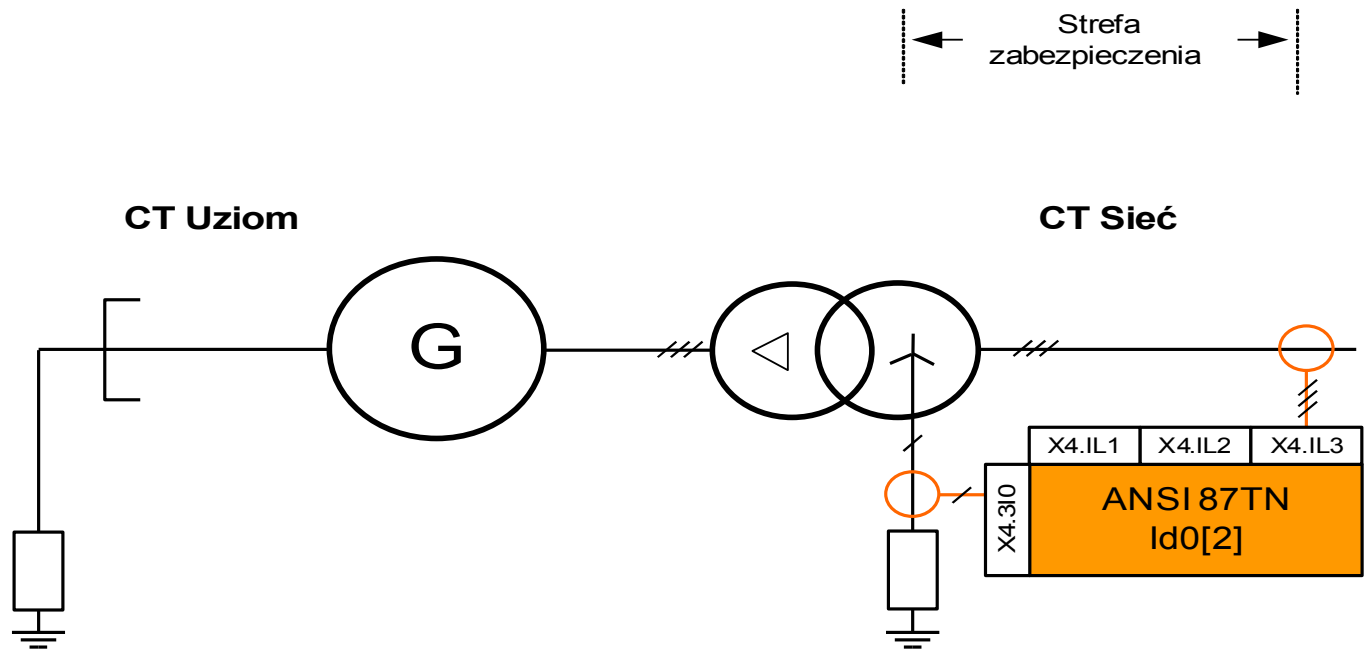 Strefa
zabezpieczenia
CT Uziom
CT Sieć
G
X4.IL1
X4.IL2
X4.IL3
X4.3I0
ANSI 87TN
Id0[2]